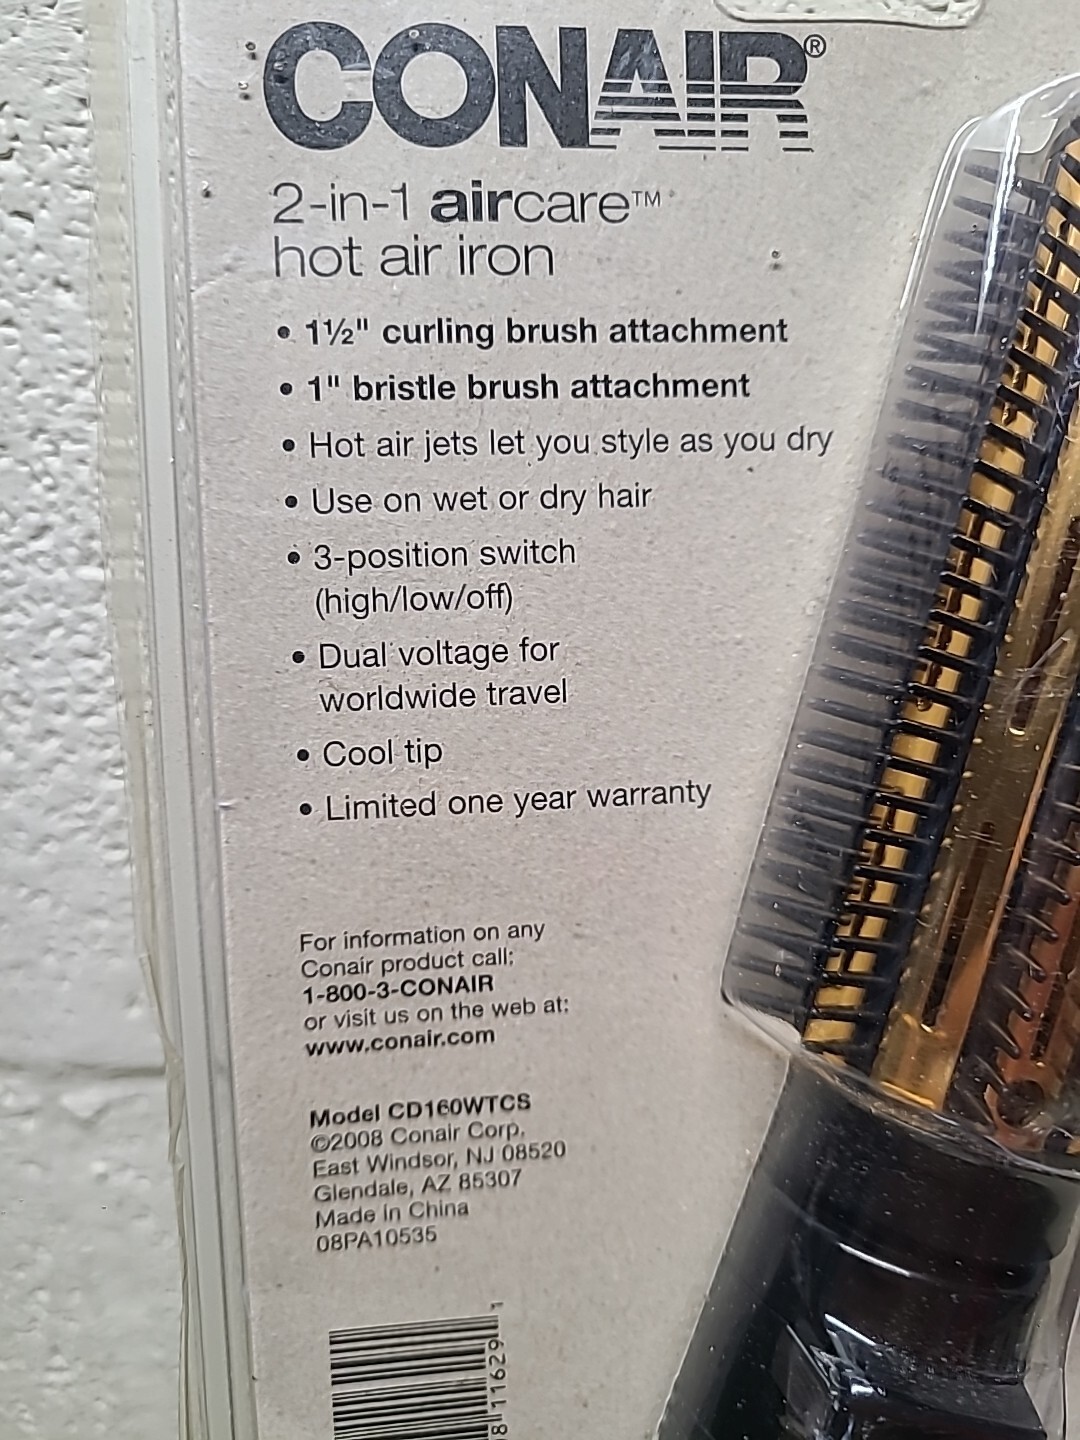 CONAIR®
2-in-1 aircare™
hot air iron
• 1½" curling brush attachment
• 1" bristle brush attachment
• Hot air jets let you style as you dry
• Use on wet or dry hair
• 3-position switch
(high/low/off)
• Dual voltage for
worldwide travel
• Cool tip
• Limited one year warranty
For information on any
Conair product call:
1-800-3-CONAIR
or visit us on the web at:
www.conair.com
Model CD160WTCS
©2008 Conair Corp.
East Windsor, NJ 08520
Glendale, AZ 85307
Made in China
08PA10535
8 11629 1